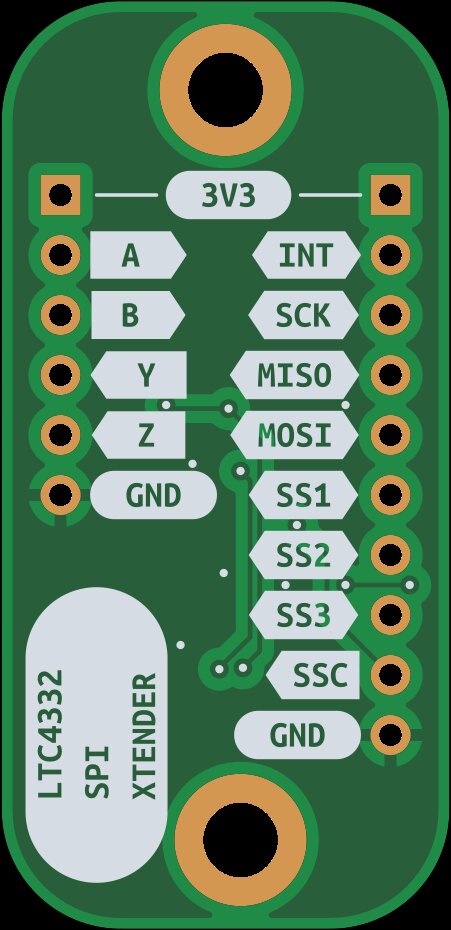 3V3
A INT
B SCK
Y MISO
Z MOSI
GND SS1
SS2
SS3
SSC
GND
LTC4332
SPI
XTENDER